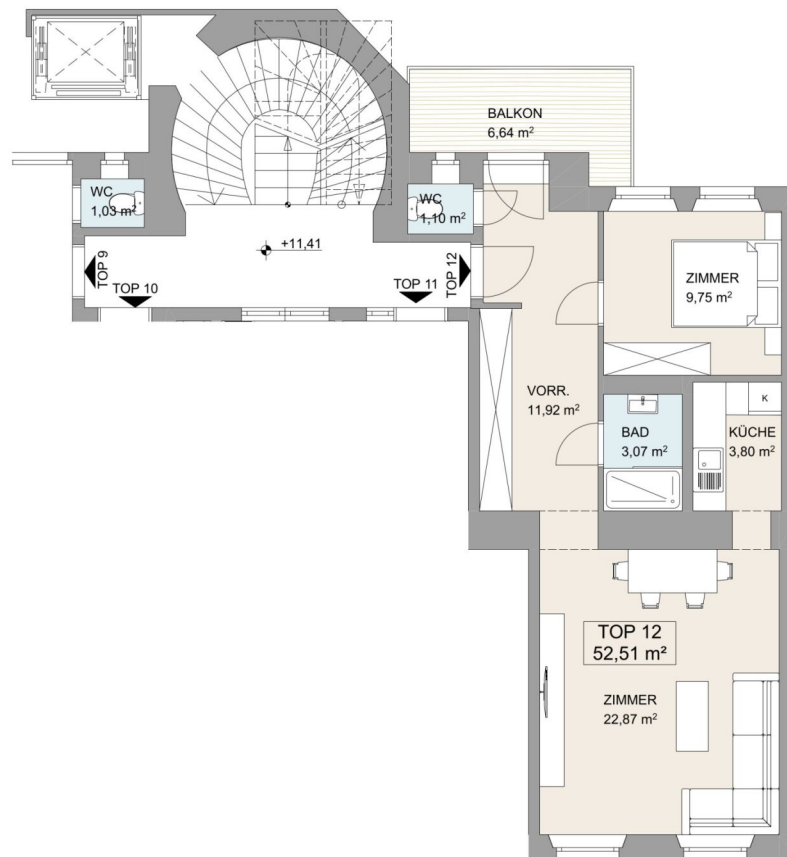 BALKON
6,64 m²
WC
1,03 m²
WC
1,10 m²
+11,41
TOP 9
TOP 10
TOP 11
TOP 12
ZIMMER
9,75 m²
VORR.
11,92 m²
BAD
3,07 m²
K
KÜCHE
3,80 m²
TOP 12
52,51 m²
ZIMMER
22,87 m²